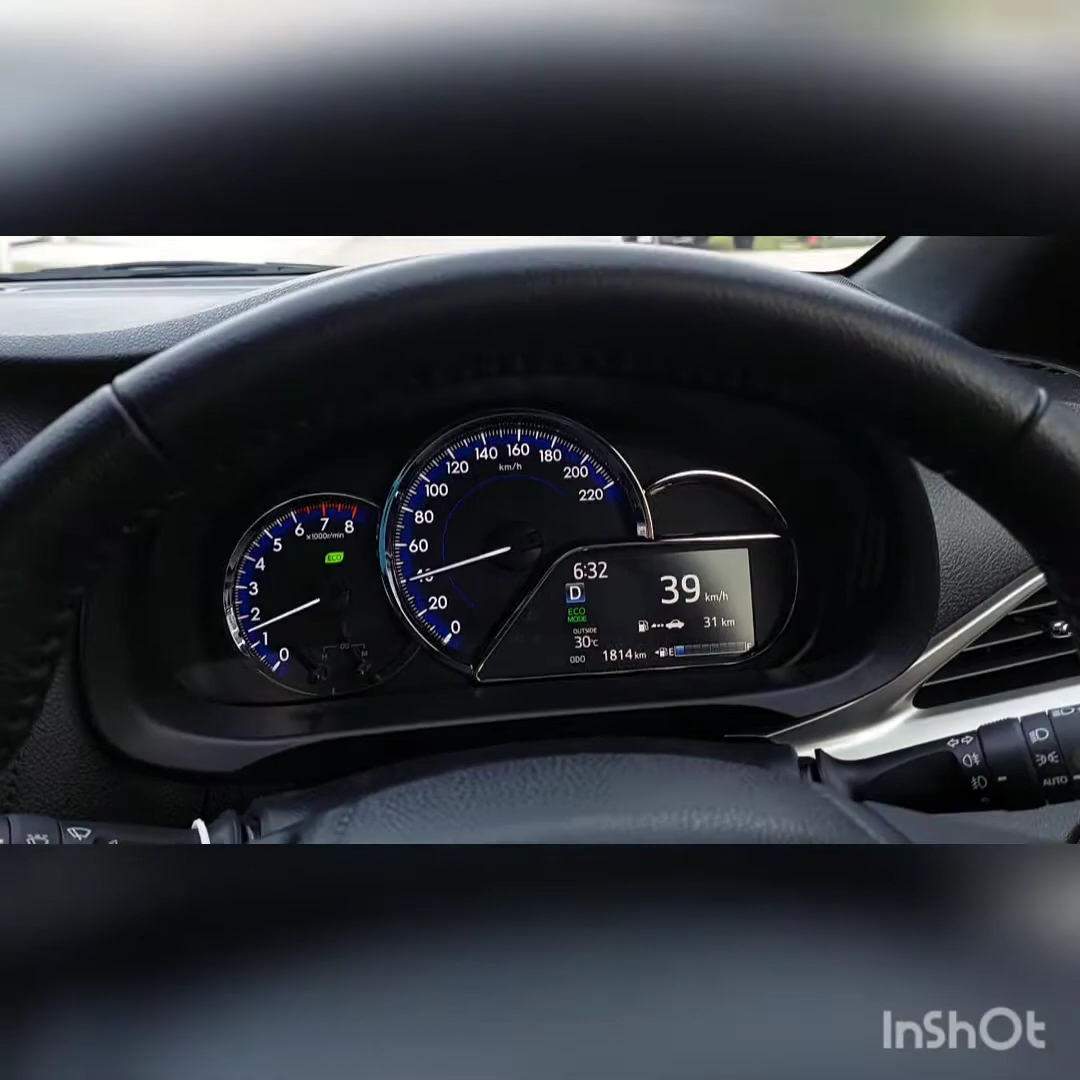 0 1 2 3 4 5 6 7 8
x1000r/min
ECO
0 20 40 60 80 100 120 140 160 180 200 220
km/h
6:32
D
ECO
MODE
39 km/h
31 km
OUTSIDE
30°C
ODO 1814 km
E F
C H
AUTO
InShOt